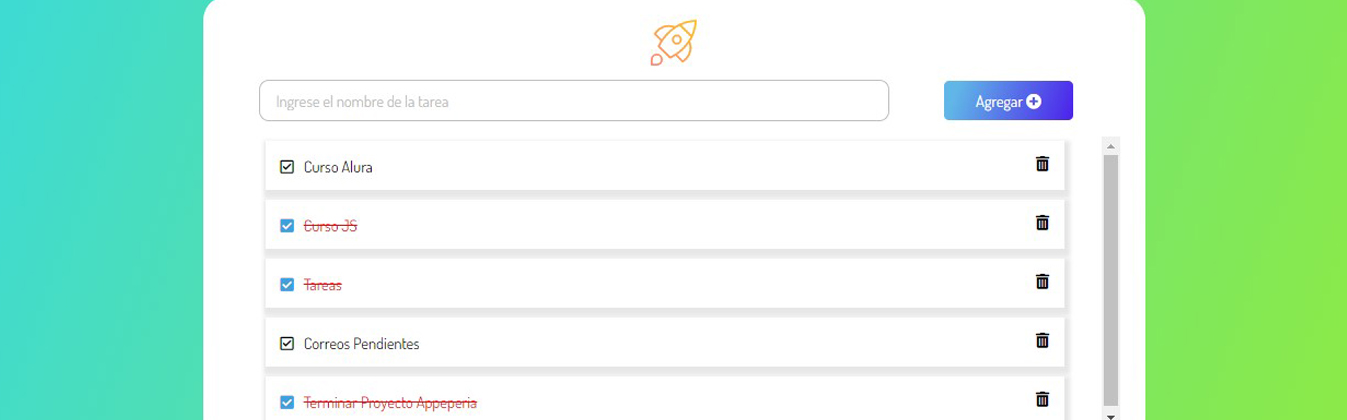 Ingrese el nombre de la tarea
Agregar
Curso Alura
Curso JS
Tareas
Correos Pendientes
Terminar Proyecto Appeperia